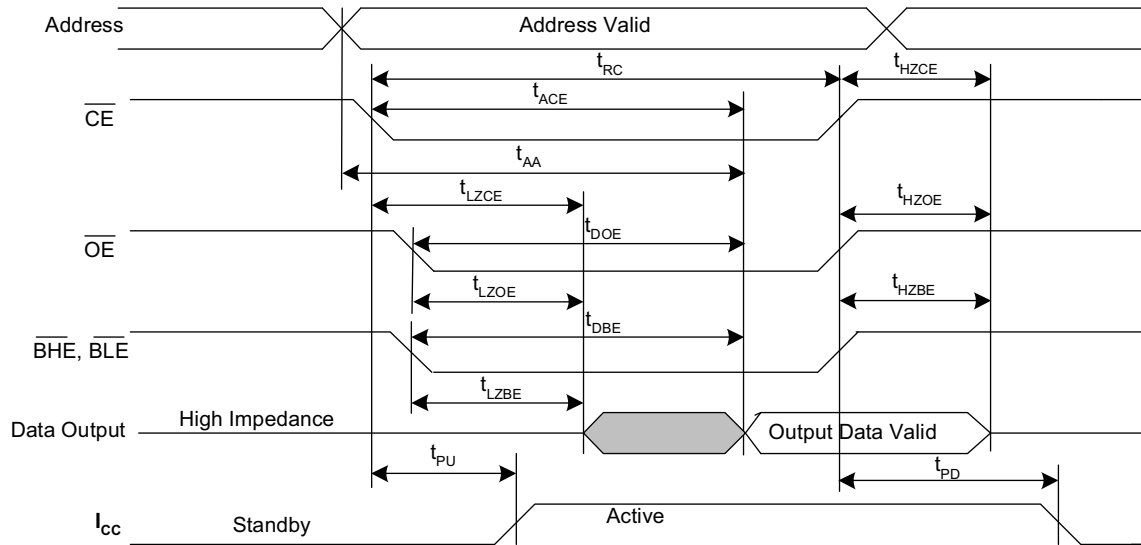 Address
Address Valid
tRC
tHZCE
tACE
CE
tAA
tLZCE
tHZOE
OE
tDOE
tLZOE
tHZBE
tDBE
BHE, BLE
tLZBE
Data Output
High Impedance
Output Data Valid
tPU
tPD
ICC
Standby
Active